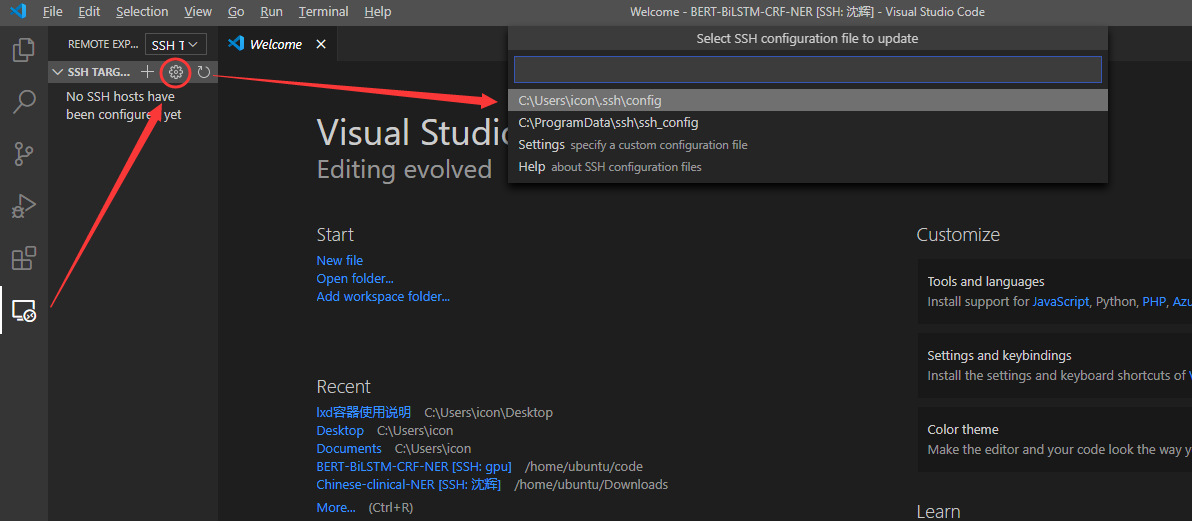 File Edit Selection View Go Run Terminal Help
Welcome - BERT-BiLSTM-CRF-NER [SSH: 沈辉] - Visual Studio Code
REMOTE EXP... SSH T
Welcome
Select SSH configuration file to update
SSH TARG...
No SSH hosts have
been configured yet
C:\Users\icon\.ssh\config
C:\ProgramData\ssh\ssh_config
Settings specify a custom configuration file
Help about SSH configuration files
Visual Studio
Editing evolved
Start
New file
Open folder...
Add workspace folder...
Recent
lxd容器使用说明 C:\Users\icon\Desktop
Desktop C:\Users\icon
Documents C:\Users\icon
BERT-BiLSTM-CRF-NER [SSH: gpu] /home/ubuntu/code
Chinese-clinical-NER [SSH: 沈辉] /home/ubuntu/Downloads
More... (Ctrl+R)
Customize
Tools and languages
Install support for JavaScript, Python, PHP, Azu
Settings and keybindings
Install the settings and keyboard shortcuts of V
Color theme
Make the editor and your code look the way y
Learn